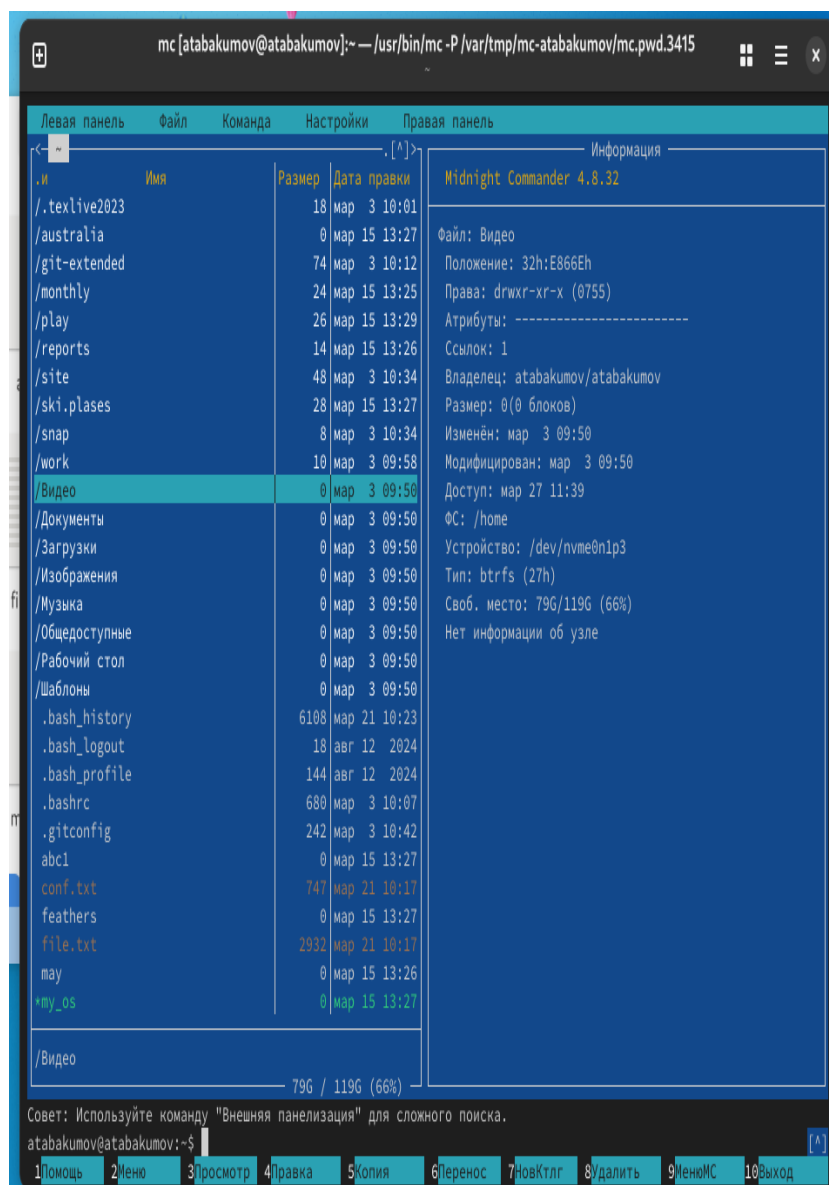 mc [atabakumov@atabakumov]:~ — /usr/bin/mc -P /var/tmp/mc-atabakumov/mc.pwd.3415
~
Левая панель Файл Команда Настройки Правая панель
<─ ~ .[^]>
.и Имя Размер Дата правки
/.texlive2023 18 мар 3 10:01
/australia 0 мар 15 13:27
/git-extended 74 мар 3 10:12
/monthly 24 мар 15 13:25
/play 26 мар 15 13:29
/reports 14 мар 15 13:26
/site 48 мар 3 10:34
/ski.plases 28 мар 15 13:27
/snap 8 мар 3 10:34
/work 10 мар 3 09:58
/Видео 0 мар 3 09:50
/Документы 0 мар 3 09:50
/Загрузки 0 мар 3 09:50
/Изображения 0 мар 3 09:50
/Музыка 0 мар 3 09:50
/Общедоступные 0 мар 3 09:50
/Рабочий стол 0 мар 3 09:50
/Шаблоны 0 мар 3 09:50
.bash_history 6108 мар 21 10:23
.bash_logout 18 авг 12 2024
.bash_profile 144 авг 12 2024
.bashrc 680 мар 3 10:07
.gitconfig 242 мар 3 10:42
abc1 0 мар 15 13:27
conf.txt 747 мар 21 10:17
feathers 0 мар 15 13:27
file.txt 2932 мар 21 10:17
may 0 мар 15 13:26
*my_os 0 мар 15 13:27
/Видео
79G / 119G (66%)
Информация
Midnight Commander 4.8.32
Файл: Видео
Положение: 32h:E866Eh
Права: drwxr-xr-x (0755)
Атрибуты: -------------------------
Ссылок: 1
Владелец: atabakumov/atabakumov
Размер: 0(0 блоков)
Изменён: мар 3 09:50
Модифицирован: мар 3 09:50
Доступ: мар 27 11:39
ФС: /home
Устройство: /dev/nvme0n1p3
Тип: btrfs (27h)
Своб. место: 79G/119G (66%)
Нет информации об узле
Совет: Используйте команду "Внешняя панелизация" для сложного поиска.
atabakumov@atabakumov:~$ [^]
1Помощь 2Меню 3Просмотр 4Правка 5Копия 6Перенос 7НовКтлг 8Удалить 9МенюMC 10Выход